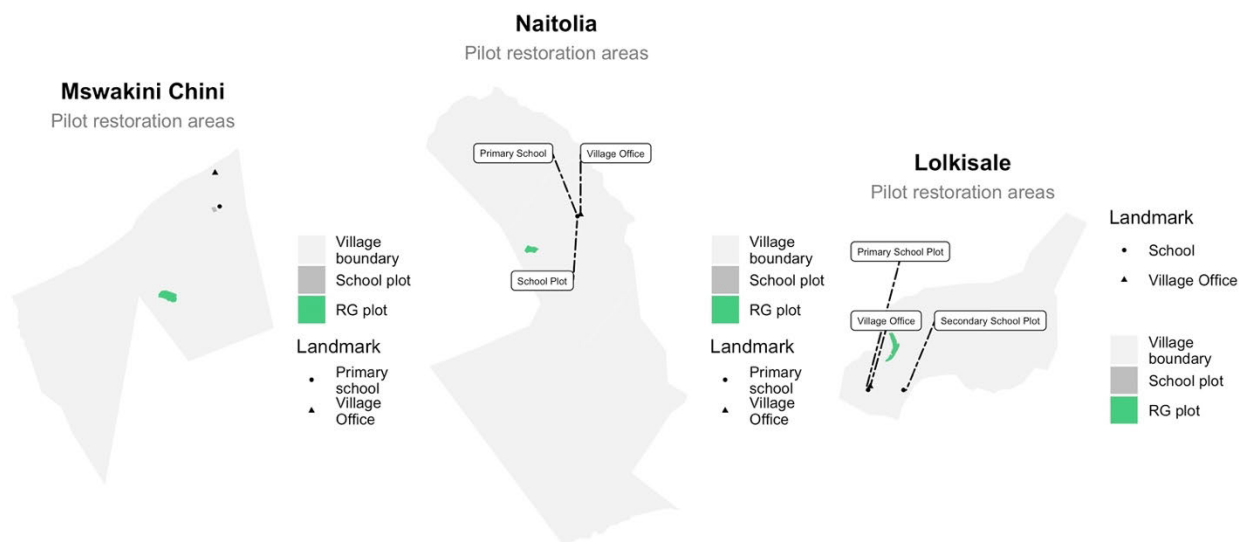 Mswakini Chini
Pilot restoration areas
Village
boundary
School plot
RG plot
Landmark
Primary
school
Village
Office
Naitolia
Pilot restoration areas
Primary School
Village Office
School Plot
Village
boundary
School plot
RG plot
Landmark
Primary
school
Village
Office
Lolkisale
Pilot restoration areas
Primary School Plot
Village Office
Secondary School Plot
Landmark
School
Village Office
Village
boundary
School plot
RG plot